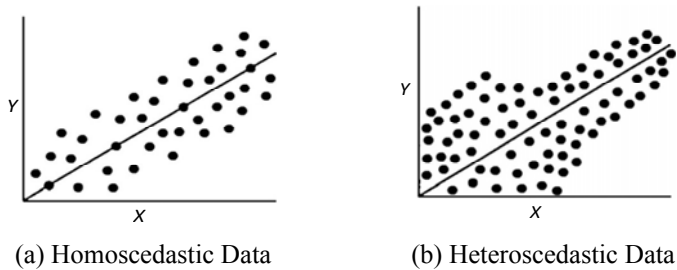 Y
X
(a) Homoscedastic Data
Y
X
(b) Heteroscedastic Data